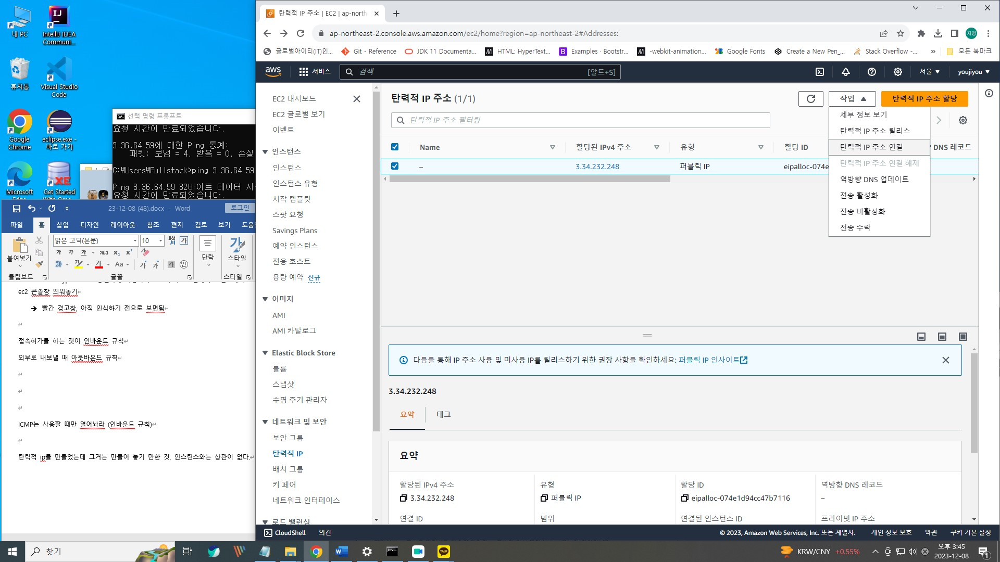 내 PC
IntelliJ IDEA
Communi...
휴지통
Visual Studio
Code
Google
Chrome
eclipse.exe -
바로 가기
Microsoft
Get Started
선택 명령 프롬프트
요청 시간이 만료되었습니다.
3.36.64.59에 대한 Ping 통계:
패킷: 보냄 = 4, 받음 = 0, 손실
C:\Users\Fullstack>ping 3.36.64.59
Ping 3.36.64.59 32바이트 데이터 사
요청 시간이 만료되었습니다.
23-12-08 (48).docx - Word
로그인
파일 홈 삽입 디자인 레이아웃 참조 편지 검토 보기 도움
붙여넣기
맑은 고딕(본문)
10
단락
스타일
클립보드
글꼴
스타일
ec2 콘솔창 띄워놓기
➔ 빨간 경고창, 아직 인식하기 전으로 보면됨
접속허가를 하는 것이 인바운드 규칙
외부로 내보낼 때 아웃바운드 규칙
ICMP는 사용할 때만 열어놔라 (인바운드 규칙)
탄력적 ip를 만들었는데 그거는 만들어 놓기 만한 것, 인스턴스와는 상관이 없다.
탄력적 IP 주소 | EC2 | ap-north
ap-northeast-2.console.aws.amazon.com/ec2/home?region=ap-northeast-2#Addresses:
지영
글로벌아이티(IT)인...
Git - Reference
JDK 11 Documenta...
HTML: HyperText...
Examples · Bootstr...
-webkit-animation...
Google Fonts
Create a New Pen_...
Stack Overflow -...
»
모든 북마크
aws
서비스
검색
[알트+S]
서울
youjiyou
EC2 대시보드
EC2 글로벌 보기
이벤트
인스턴스
인스턴스
인스턴스 유형
시작 템플릿
스팟 요청
Savings Plans
예약 인스턴스
전용 호스트
용량 예약 신규
이미지
AMI
AMI 카탈로그
Elastic Block Store
볼륨
스냅샷
수명 주기 관리자
네트워크 및 보안
보안 그룹
탄력적 IP
배치 그룹
키 페어
네트워크 인터페이스
로드 밸런싱
탄력적 IP 주소 (1/1)
작업
탄력적 IP 주소 할당
탄력적 IP 주소 필터링
세부 정보 보기
탄력적 IP 주소 릴리스
탄력적 IP 주소 연결
탄력적 IP 주소 연결 해제
역방향 DNS 업데이트
전송 활성화
전송 비활성화
전송 수락
Name
할당된 IPv4 주소
유형
할당 ID
DNS 레코드
–
3.34.232.248
퍼블릭 IP
eipalloc-074e
다음을 통해 IP 주소 사용 및 미사용 IP를 릴리스하기 위한 권장 사항을 확인하세요: 퍼블릭 IP 인사이트
3.34.232.248
요약
태그
요약
할당된 IPv4 주소
3.34.232.248
유형
퍼블릭 IP
할당 ID
eipalloc-074e1d94cc47b7116
역방향 DNS 레코드
–
연결 ID
범위
연결된 인스턴스 ID
프라이빗 IP 주소
CloudShell
의견
© 2023, Amazon Web Services, Inc. 또는 계열사.
개인 정보 보호
약관
쿠키 기본 설정
찾기
TALK
KRW/CNY +0.55%
오후 3:45
2023-12-08
1